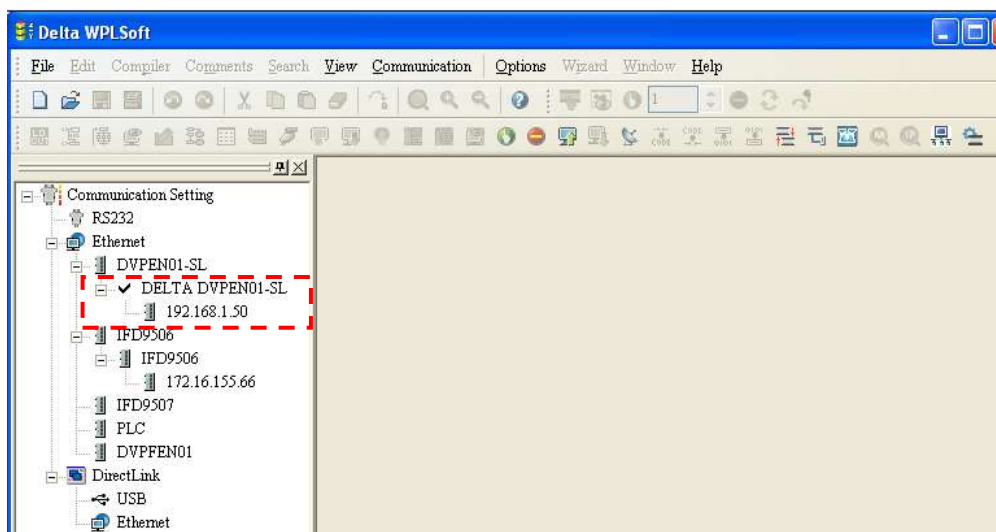 Delta WPLSoft
File Edit Compiler Comments Search View Communication Options Wizard Window Help
1
Communication Setting
RS232
Ethernet
DVPEN01-SL
DELTA DVPEN01-SL
192.168.1.50
IFD9506
IFD9506
172.16.155.66
IFD9507
PLC
DVPFEN01
DirectLink
USB
Ethernet